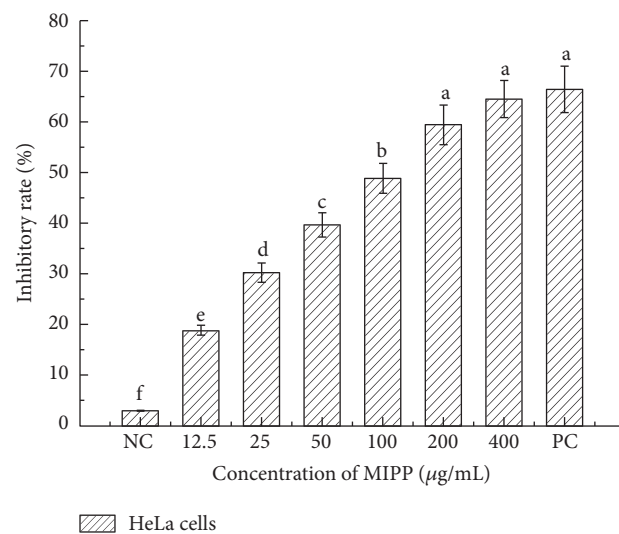 80
70
60
50
40
30
20
10
0
Inhibitory rate (%)
f
e
d
c
b
a
a
a
NC 12.5 25 50 100 200 400 PC
Concentration of MIPP (μg/mL)
HeLa cells